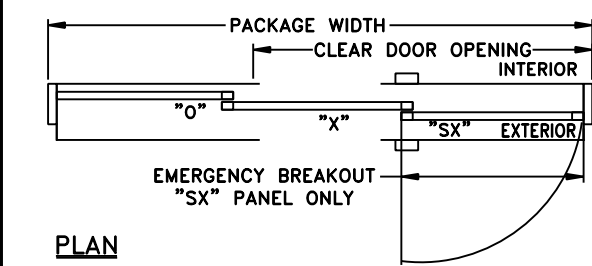 PACKAGE WIDTH
CLEAR DOOR OPENING
INTERIOR
"O"
"X"
"SX"
EXTERIOR
EMERGENCY BREAKOUT
"SX" PANEL ONLY
PLAN